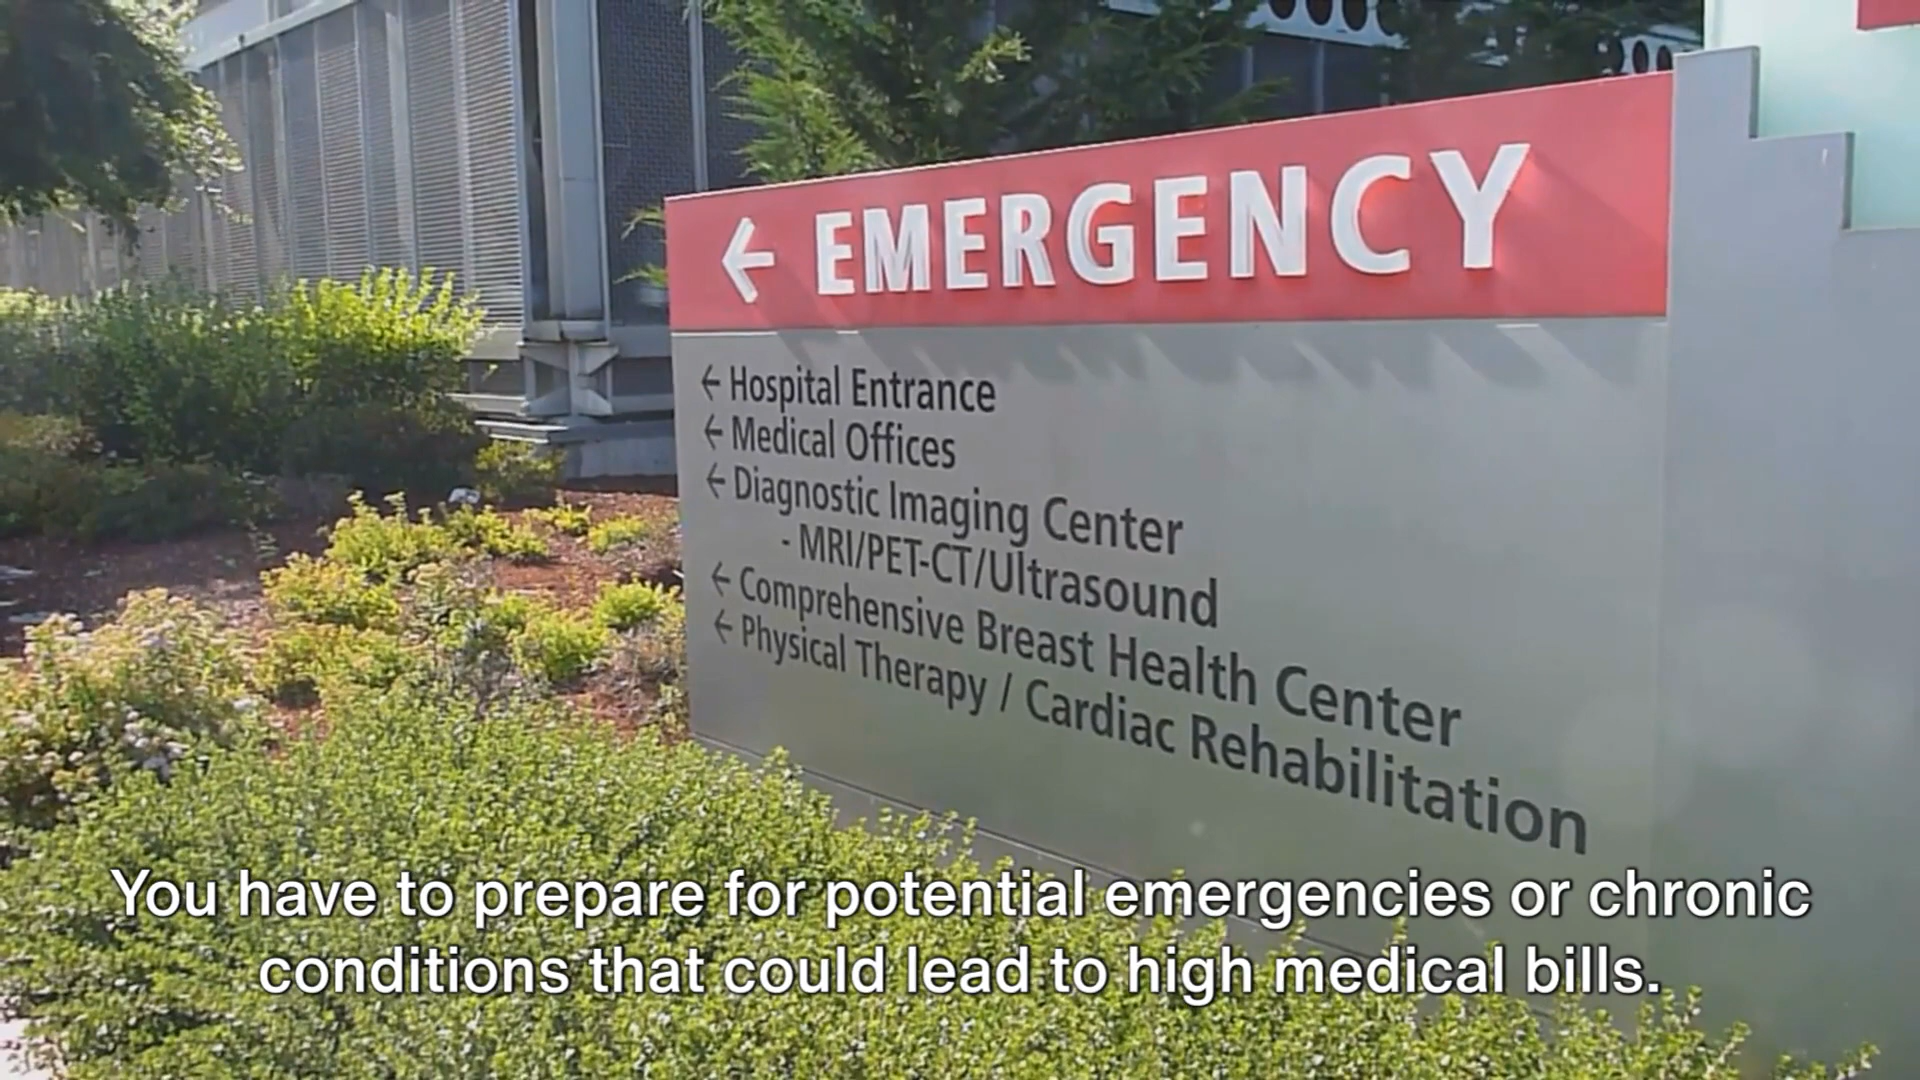 ← EMERGENCY
← Hospital Entrance
← Medical Offices
← Diagnostic Imaging Center
- MRI/PET-CT/Ultrasound
← Comprehensive Breast Health Center
← Physical Therapy / Cardiac Rehabilitation
You have to prepare for potential emergencies or chronic
conditions that could lead to high medical bills.